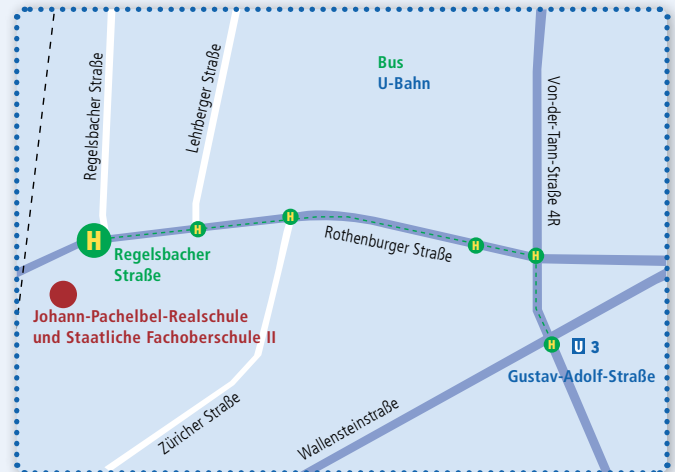 Bus
U-Bahn
Regelsbacher Straße
Lehrberger Straße
Von-der-Tann-Straße 4R
H
H
H
H
H
Rothenburger Straße
Regelsbacher
Straße
Johann-Pachelbel-Realschule
und Staatliche Fachoberschule II
H
U 3
Gustav-Adolf-Straße
Züricher Straße
Wallensteinstraße